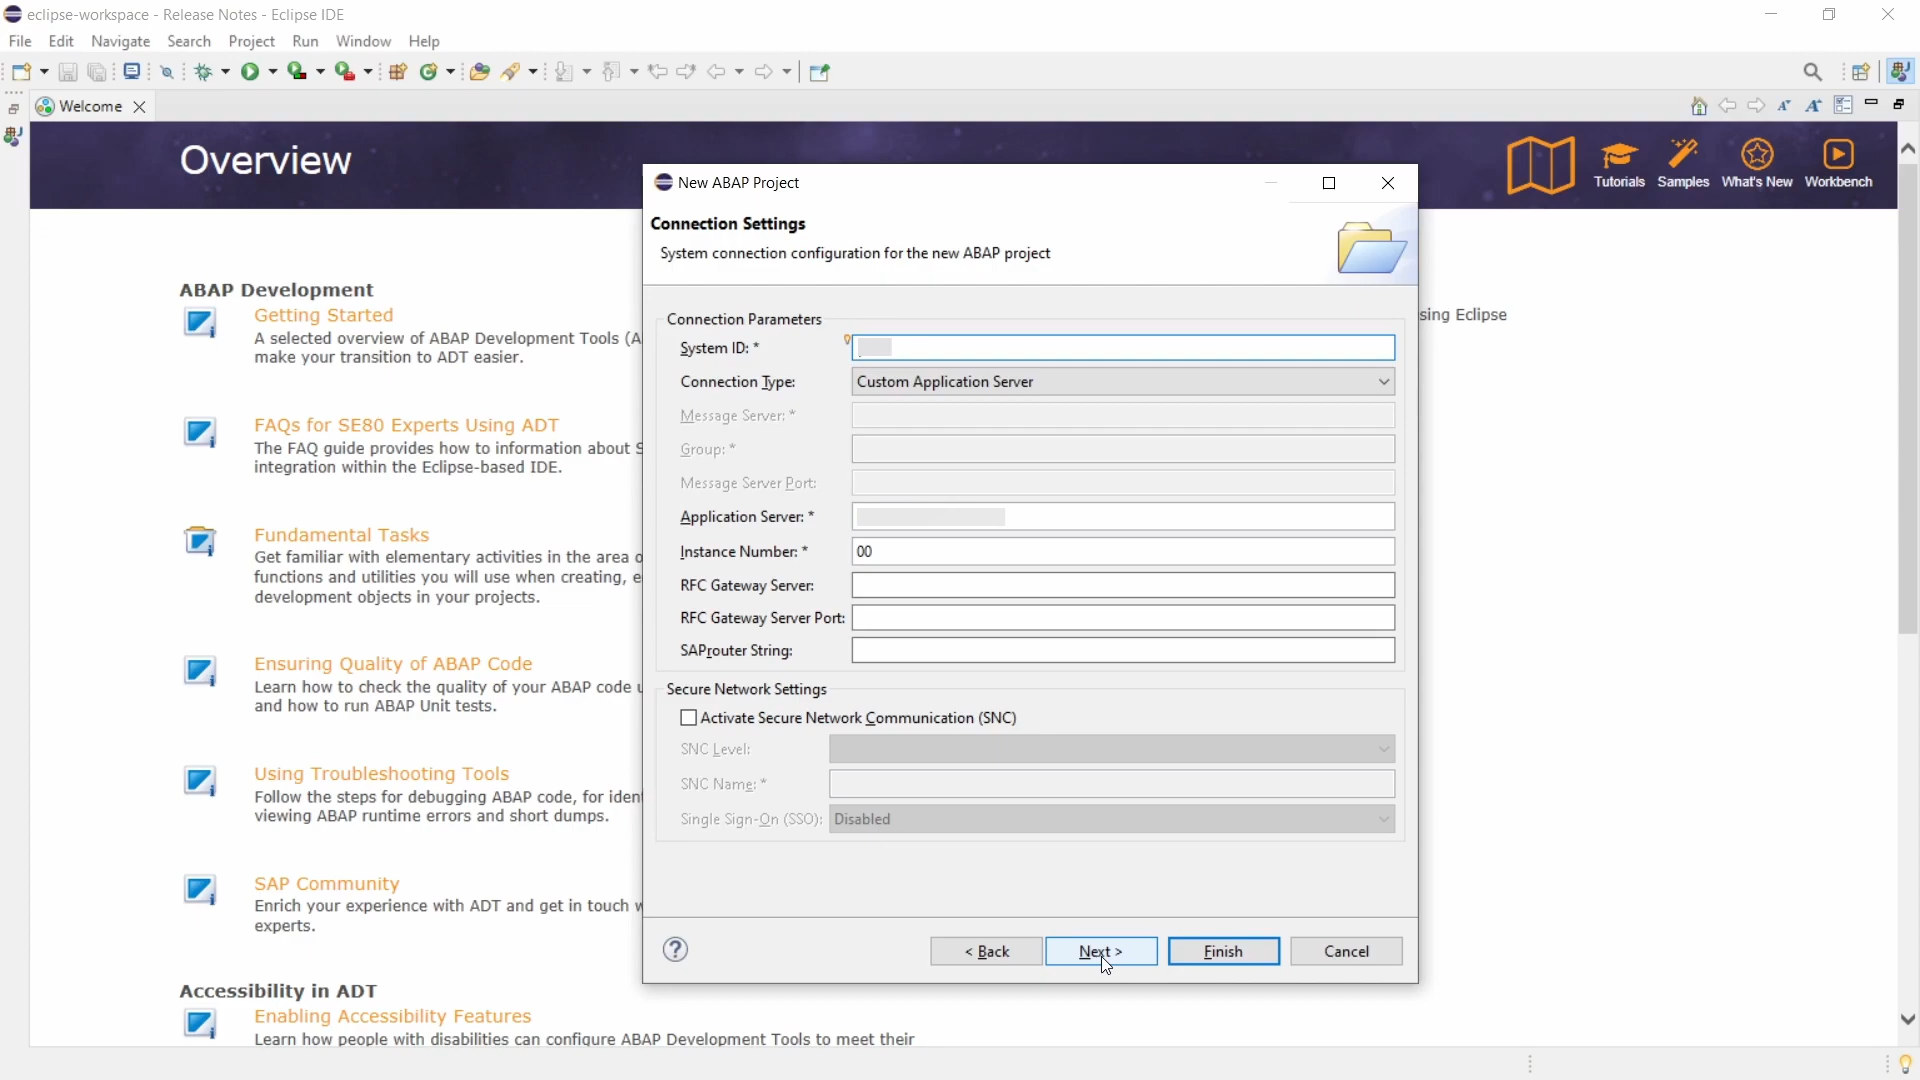 eclipse-workspace - Release Notes - Eclipse IDE
File Edit Navigate Search Project Run Window Help
Welcome
Overview
Tutorials Samples What's New Workbench
New ABAP Project
Connection Settings
System connection configuration for the new ABAP project
ABAP Development
Getting Started
A selected overview of ABAP Development Tools (A
make your transition to ADT easier.
sing Eclipse
FAQs for SE80 Experts Using ADT
The FAQ guide provides how to information about S
integration within the Eclipse-based IDE.
Fundamental Tasks
Get familiar with elementary activities in the area o
functions and utilities you will use when creating, e
development objects in your projects.
Ensuring Quality of ABAP Code
Learn how to check the quality of your ABAP code u
and how to run ABAP Unit tests.
Using Troubleshooting Tools
Follow the steps for debugging ABAP code, for iden
viewing ABAP runtime errors and short dumps.
SAP Community
Enrich your experience with ADT and get in touch w
experts.
Accessibility in ADT
Enabling Accessibility Features
Learn how people with disabilities can configure ABAP Development Tools to meet their
Connection Parameters
System ID: *
Connection Type: Custom Application Server
Message Server: *
Group: *
Message Server Port:
Application Server: *
Instance Number: * 00
RFC Gateway Server:
RFC Gateway Server Port:
SAProuter String:
Secure Network Settings
Activate Secure Network Communication (SNC)
SNC Level:
SNC Name: *
Single Sign-On (SSO): Disabled
< Back Next > Finish Cancel